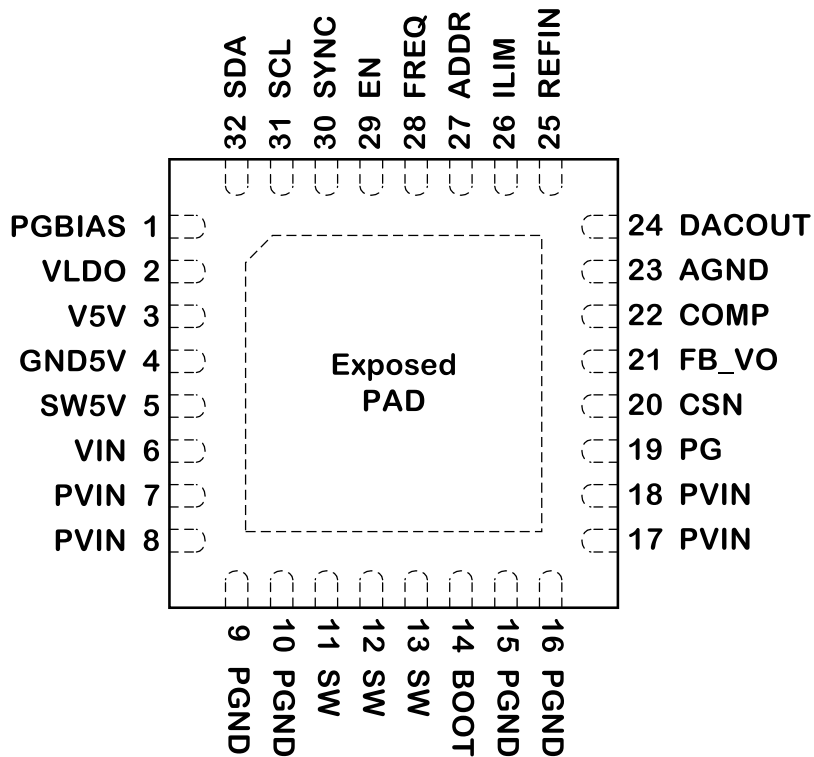 32 SDA
31 SCL
30 SYNC
29 EN
28 FREQ
27 ADDR
26 ILIM
25 REFIN
PGBIAS 1
VLDO 2
V5V 3
GND5V 4
SW5V 5
VIN 6
PVIN 7
PVIN 8
Exposed
PAD
24 DACOUT
23 AGND
22 COMP
21 FB_VO
20 CSN
19 PG
18 PVIN
17 PVIN
9 PGND
10 PGND
11 SW
12 SW
13 SW
14 BOOT
15 PGND
16 PGND